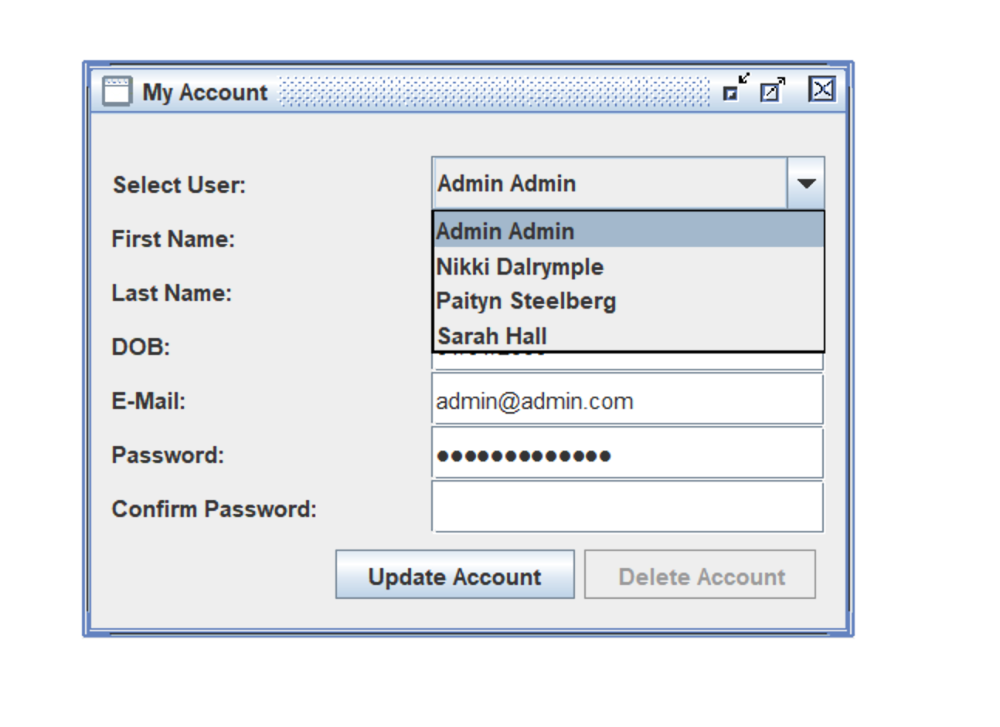 My Account
Select User:
Admin Admin
First Name:
Admin Admin
Nikki Dalrymple
Last Name:
Paityn Steelberg
Sarah Hall
DOB:
E-Mail:
admin@admin.com
Password:
●●●●●●●●●●●●●
Confirm Password:
Update Account
Delete Account